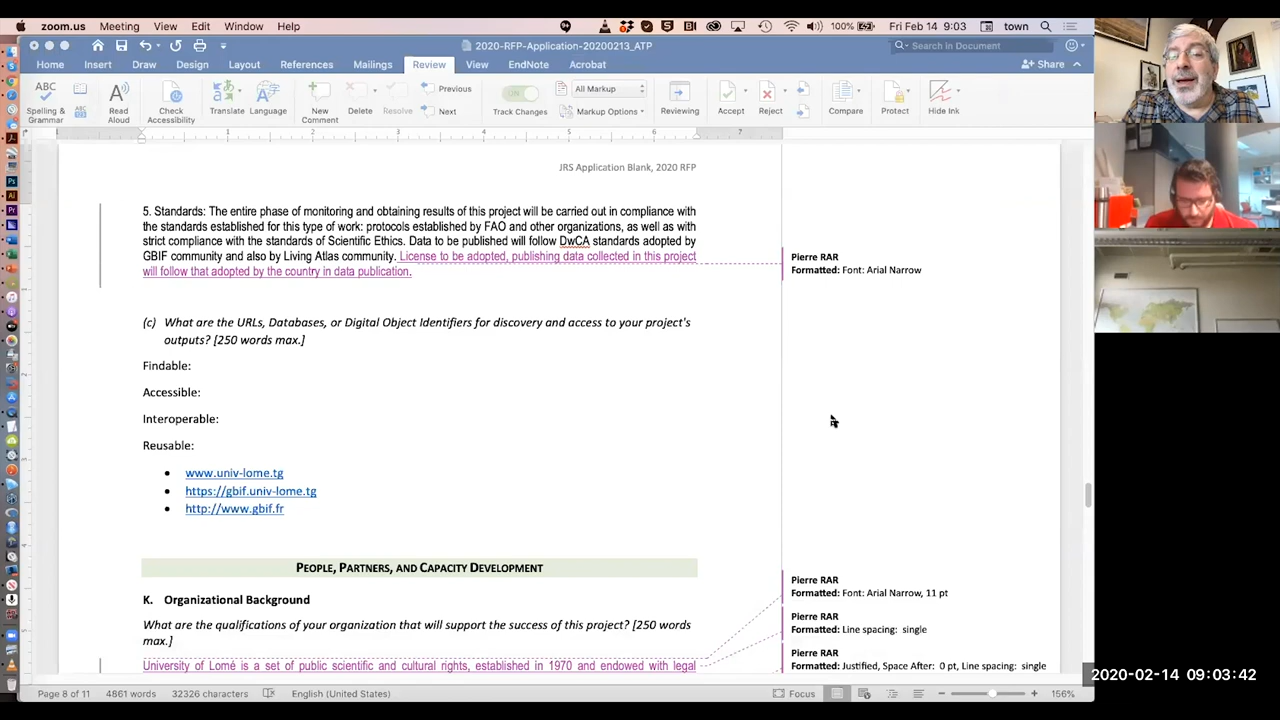 zoom.us Meeting View Edit Window Help 100% Fri Feb 14 9:03 town
2020-RFP-Application-20200213_ATP Search in Document
Home Insert Draw Design Layout References Mailings Review View EndNote Acrobat Share
ABC ABC
Spelling & Grammar Read Aloud Check Accessibility Translate Language New Comment Delete Resolve Previous Next ON Track Changes All Markup Markup Options Reviewing Accept Reject Compare Protect Hide Ink
1 2 3 4 5 6 7
JRS Application Blank, 2020 RFP
5. Standards: The entire phase of monitoring and obtaining results of this project will be carried out in compliance with
the standards established for this type of work: protocols established by FAO and other organizations, as well as with
strict compliance with the standards of Scientific Ethics. Data to be published will follow DwCA standards adopted by
GBIF community and also by Living Atlas community. License to be adopted, publishing data collected in this project
will follow that adopted by the country in data publication.
Pierre RAR
Formatted: Font: Arial Narrow
(c) What are the URLs, Databases, or Digital Object Identifiers for discovery and access to your project's
outputs? [250 words max.]
Findable:
Accessible:
Interoperable:
Reusable:
• www.univ-lome.tg
• https://gbif.univ-lome.tg
• http://www.gbif.fr
PEOPLE, PARTNERS, AND CAPACITY DEVELOPMENT
K. Organizational Background
What are the qualifications of your organization that will support the success of this project? [250 words
max.]
University of Lomé is a set of public scientific and cultural rights, established in 1970 and endowed with legal
Pierre RAR
Formatted: Font: Arial Narrow, 11 pt
Pierre RAR
Formatted: Line spacing: single
Pierre RAR
Formatted: Justified, Space After: 0 pt, Line spacing: single
Page 8 of 11 4861 words 32326 characters English (United States) Focus 156%
2020-02-14 09:03:42